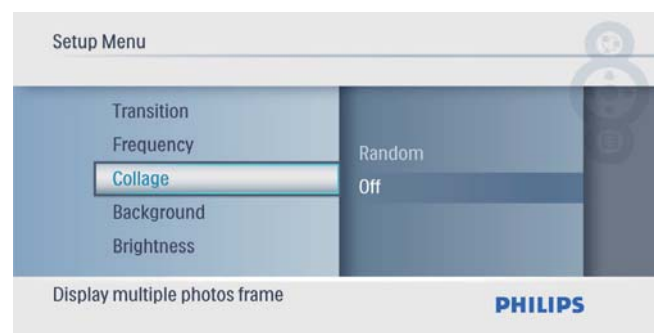 Setup Menu
Transition
Frequency
Collage
Background
Brightness
Random
Off
Display multiple photos frame
PHILIPS